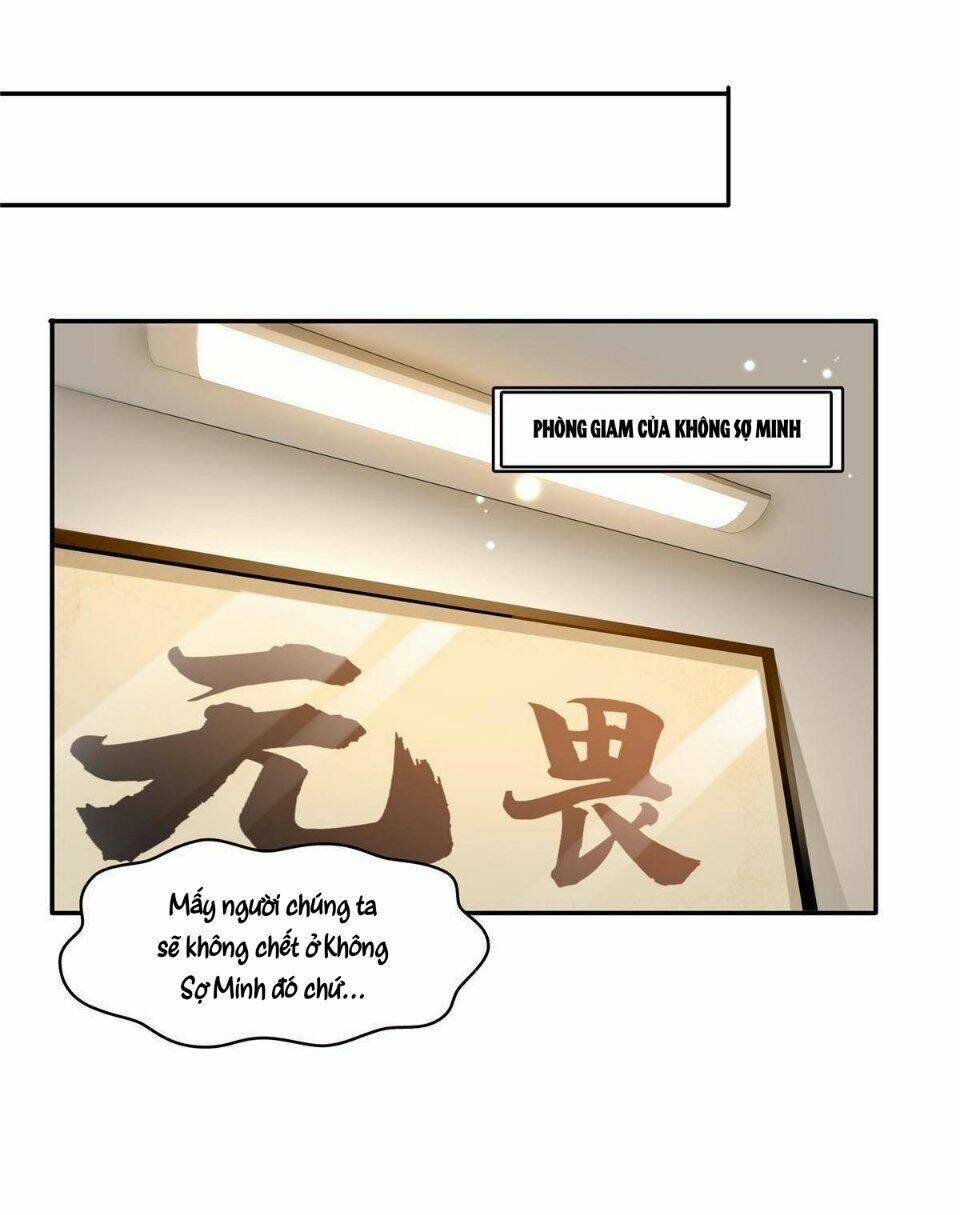 PHÒNG GIAM CỦA KHÔNG SỢ MINH
无畏
Mấy người chúng ta
sẽ không chết ở Không
Sợ Minh đó chứ...